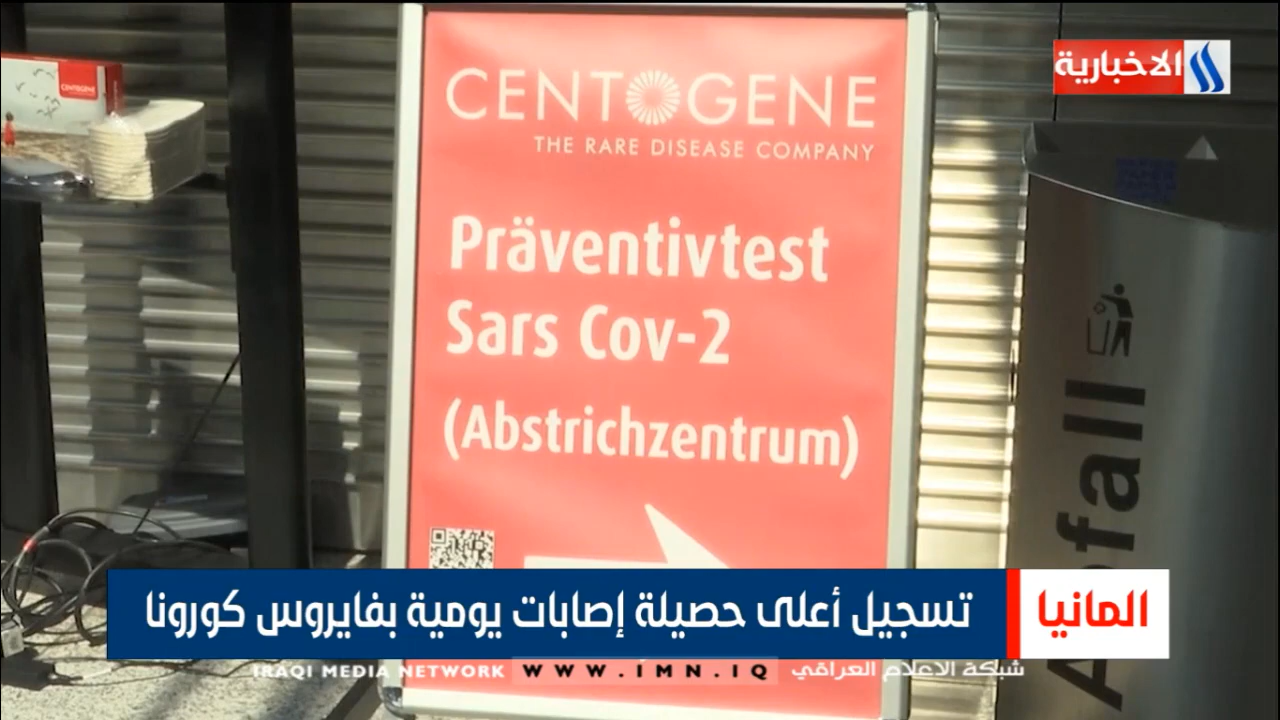 الاخبارية
CENTOGENE
CENTOGENE
THE RARE DISEASE COMPANY
Präventivtest
Sars Cov-2
(Abstrichzentrum)
Abfall
المانيا
تسجيل أعلى حصيلة إصابات يومية بفايروس كورونا
IRAQI MEDIA NETWORK WWW.IMN.IQ شبكة الاعلام العراقي